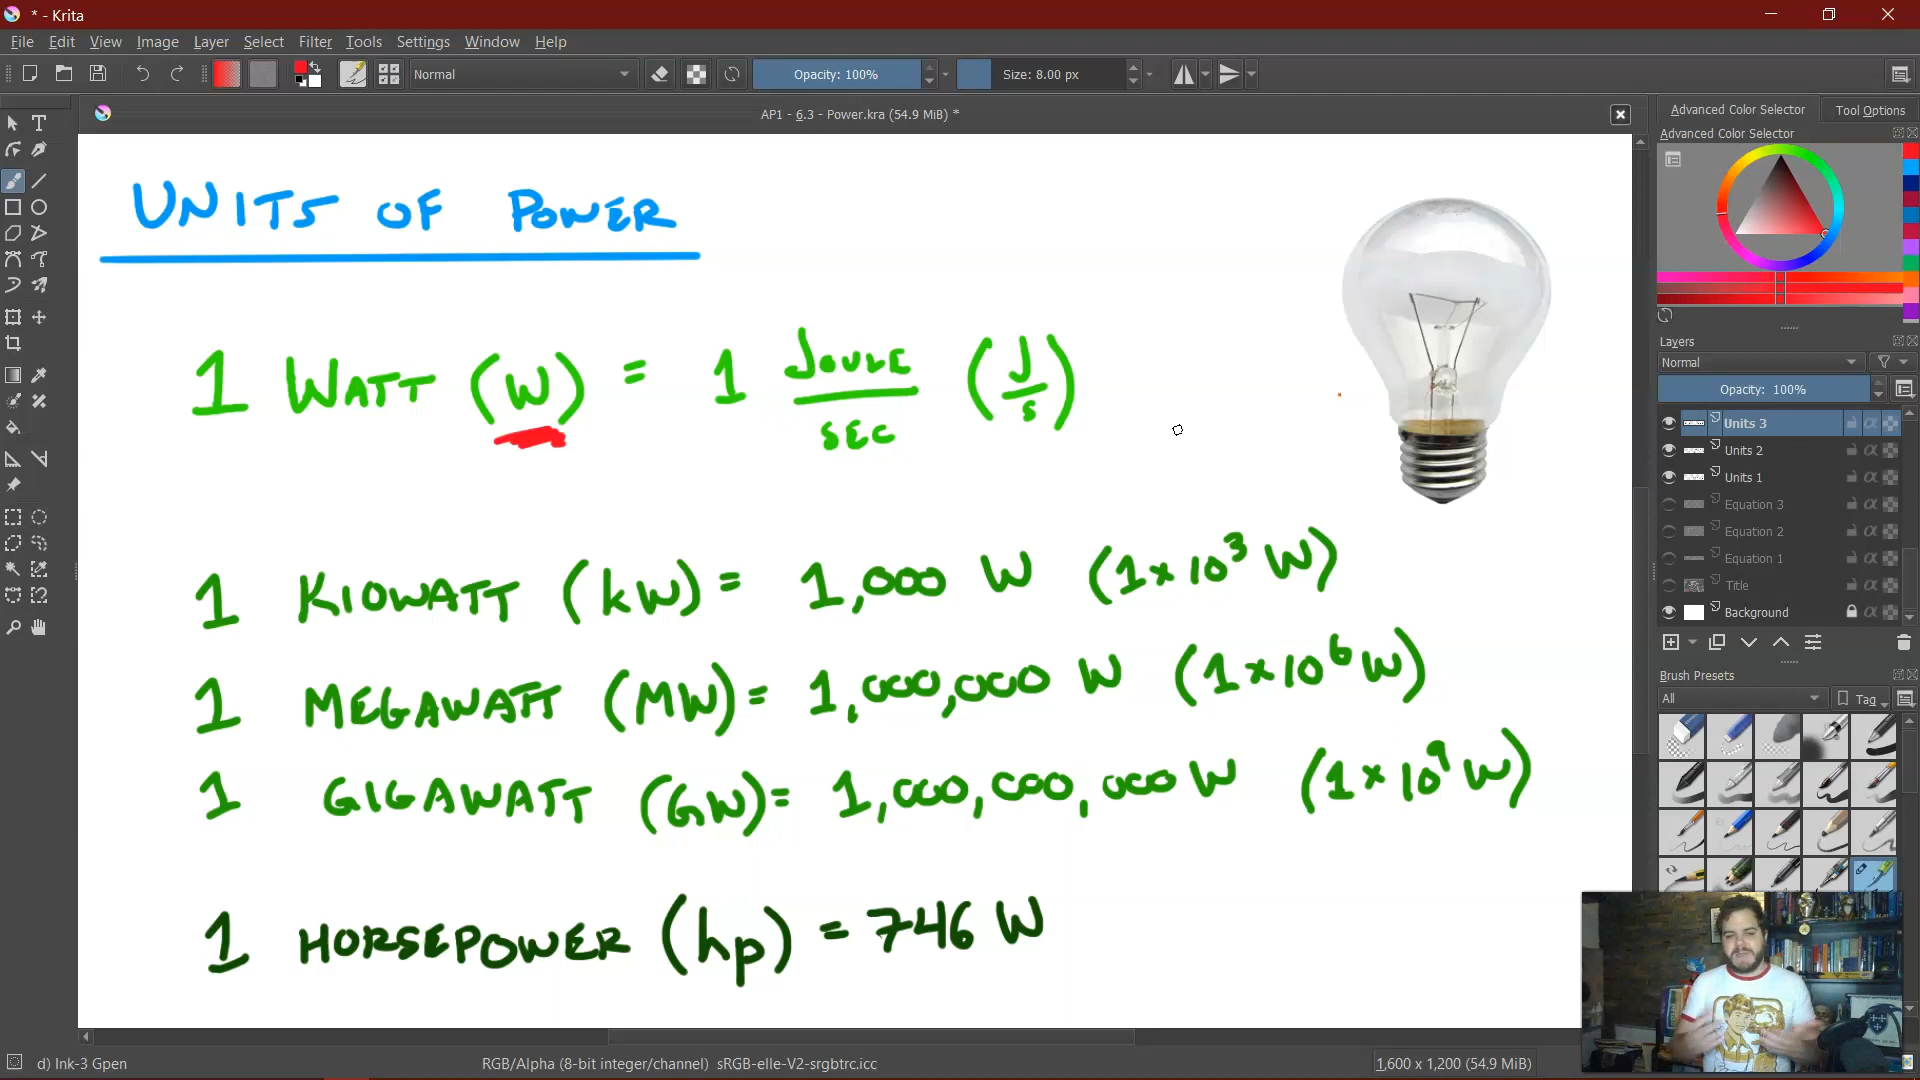 * - Krita
File Edit View Image Layer Select Filter Tools Settings Window Help
Normal Opacity: 100% Size: 8.00 px
AP1 - 6.3 - Power.kra (54.9 MiB) *
UNITS OF POWER
1 WATT (W) = 1 JOULE/SEC (J/s)
1 KIOWATT (kW) = 1,000 W (1 x 10³ W)
1 MEGAWATT (MW) = 1,000,000 W (1 x 10⁶ W)
1 GIGAWATT (GW) = 1,000,000,000 W (1 x 10⁹ W)
1 HORSEPOWER (hp) = 746 W
Advanced Color Selector Tool Options
Advanced Color Selector
Layers
Normal
Opacity: 100%
Units 3
Units 2
Units 1
Equation 3
Equation 2
Equation 1
Title
Background
Brush Presets
All Tag
d) Ink-3 Gpen RGB/Alpha (8-bit integer/channel) sRGB-elle-V2-srgbtrc.icc 1,600 x 1,200 (54.9 MiB)